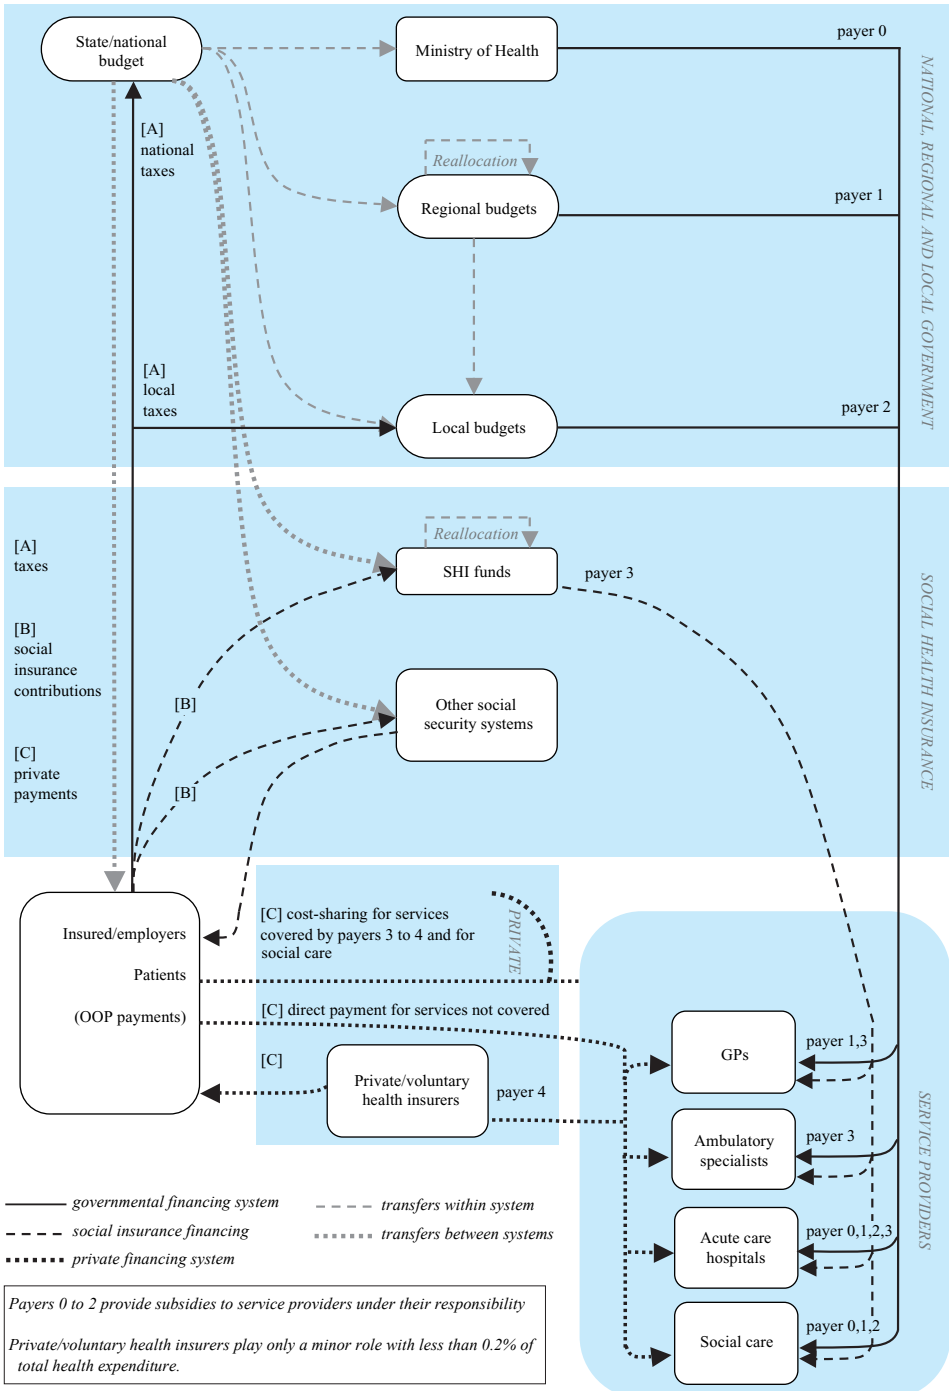 State/national
budget
Ministry of Health
payer 0
[A]
national
taxes
Reallocation
Regional budgets
payer 1
NATIONAL, REGIONAL AND LOCAL GOVERNMENT
[A]
local
taxes
Local budgets
payer 2
[A]
taxes
Reallocation
SHI funds
payer 3
[B]
social
insurance
contributions
[B]
Other social
security systems
SOCIAL HEALTH INSURANCE
[C]
private
payments
[B]
Insured/employers
Patients
(OOP payments)
[C] cost-sharing for services
covered by payers 3 to 4 and for
social care
PRIVATE
[C] direct payment for services not covered
[C]
Private/voluntary
health insurers
payer 4
GPs
payer 1,3
Ambulatory
specialists
payer 3
Acute care
hospitals
payer 0,1,2,3
Social care
payer 0,1,2
SERVICE PROVIDERS
governmental financing system
social insurance financing
private financing system
transfers within system
transfers between systems
Payers 0 to 2 provide subsidies to service providers under their responsibility
Private/voluntary health insurers play only a minor role with less than 0.2% of
total health expenditure.